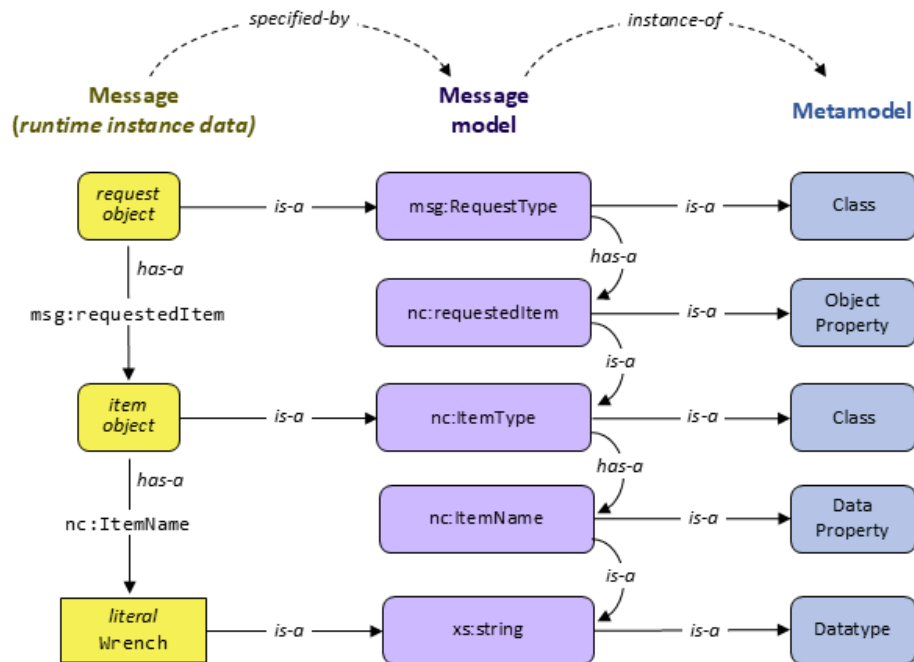 specified-by
instance-of
Message
(runtime instance data)
Message
model
Metamodel
request
object
is-a
msg:RequestType
is-a
Class
has-a
has-a
msg:requestedItem
nc:requestedItem
is-a
Object
Property
is-a
item
object
is-a
nc:ItemType
is-a
Class
has-a
has-a
nc:ItemName
nc:ItemName
is-a
Data
Property
is-a
literal
Wrench
is-a
xs:string
is-a
Datatype